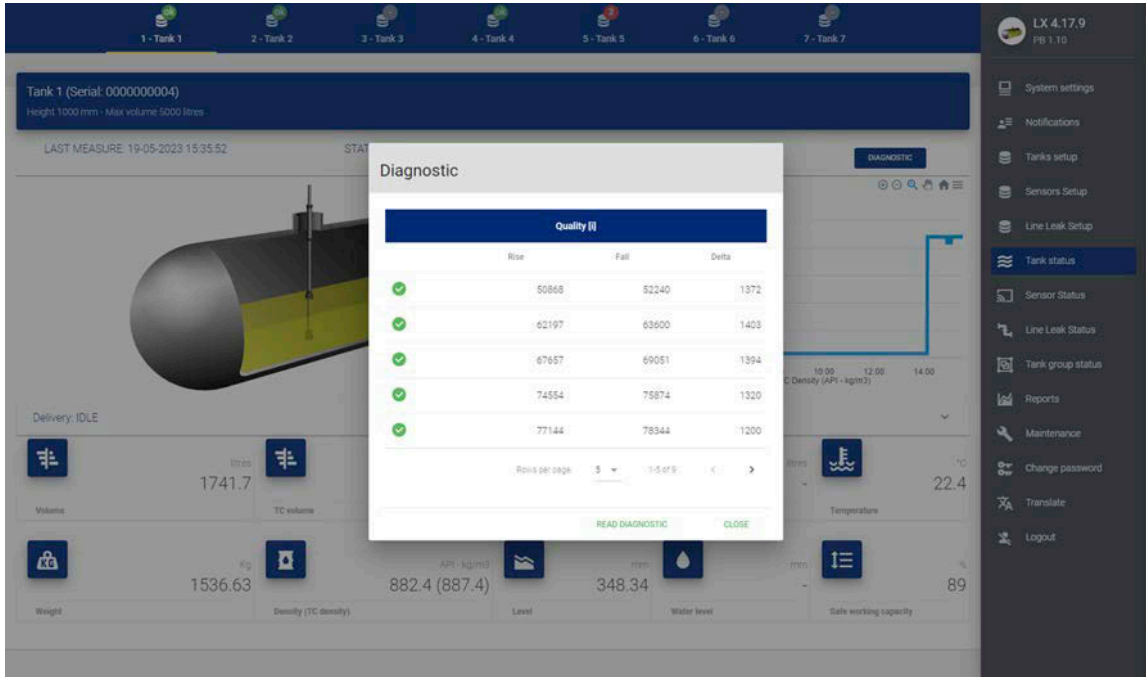 ok ok - ok 2 - -
1 - Tank 1 2 - Tank 2 3 - Tank 3 4 - Tank 4 5 - Tank 5 6 - Tank 6 7 - Tank 7
LX 4.17.9
PB 1.10
Tank 1 (Serial: 0000000004)
Height 1000 mm - Max volume 5000 litres
LAST MEASURE: 19-05-2023 15:35:52 STAT
DIAGNOSTIC
Diagnostic
Quality [i]
Rise Fall Delta
50868 52240 1372
62197 63600 1403
67657 69051 1394
74554 75874 1320
77144 78344 1200
Rows per page 5 1-5 of 9
READ DIAGNOSTIC CLOSE
10:00 12:00 14:00
C Density (API - kg/m3)
Delivery: IDLE
litres
1741.7
Volume
TC volume
litres
-
°C
22.4
Temperature
Kg
1536.63
Weight
API - kg/m3
882.4 (887.4)
Density (TC density)
mm
348.34
Level
mm
-
Water level
%
89
Safe working capacity
System settings
Notifications
Tanks setup
Sensors Setup
Line Leak Setup
Tank status
Sensor Status
Line Leak Status
Tank group status
Reports
Maintenance
Change password
Translate
Logout